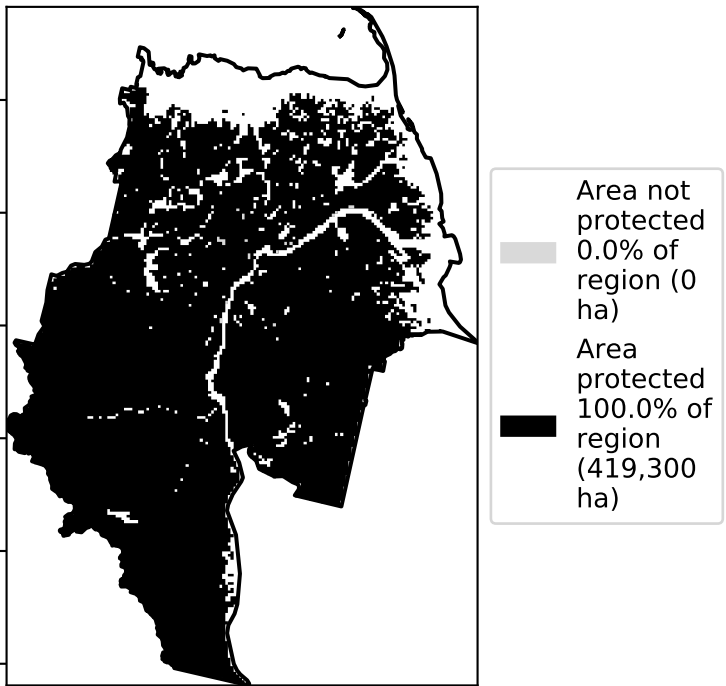 Area not
protected
0.0% of
region (0
ha)
Area
protected
100.0% of
region
(419,300
ha)